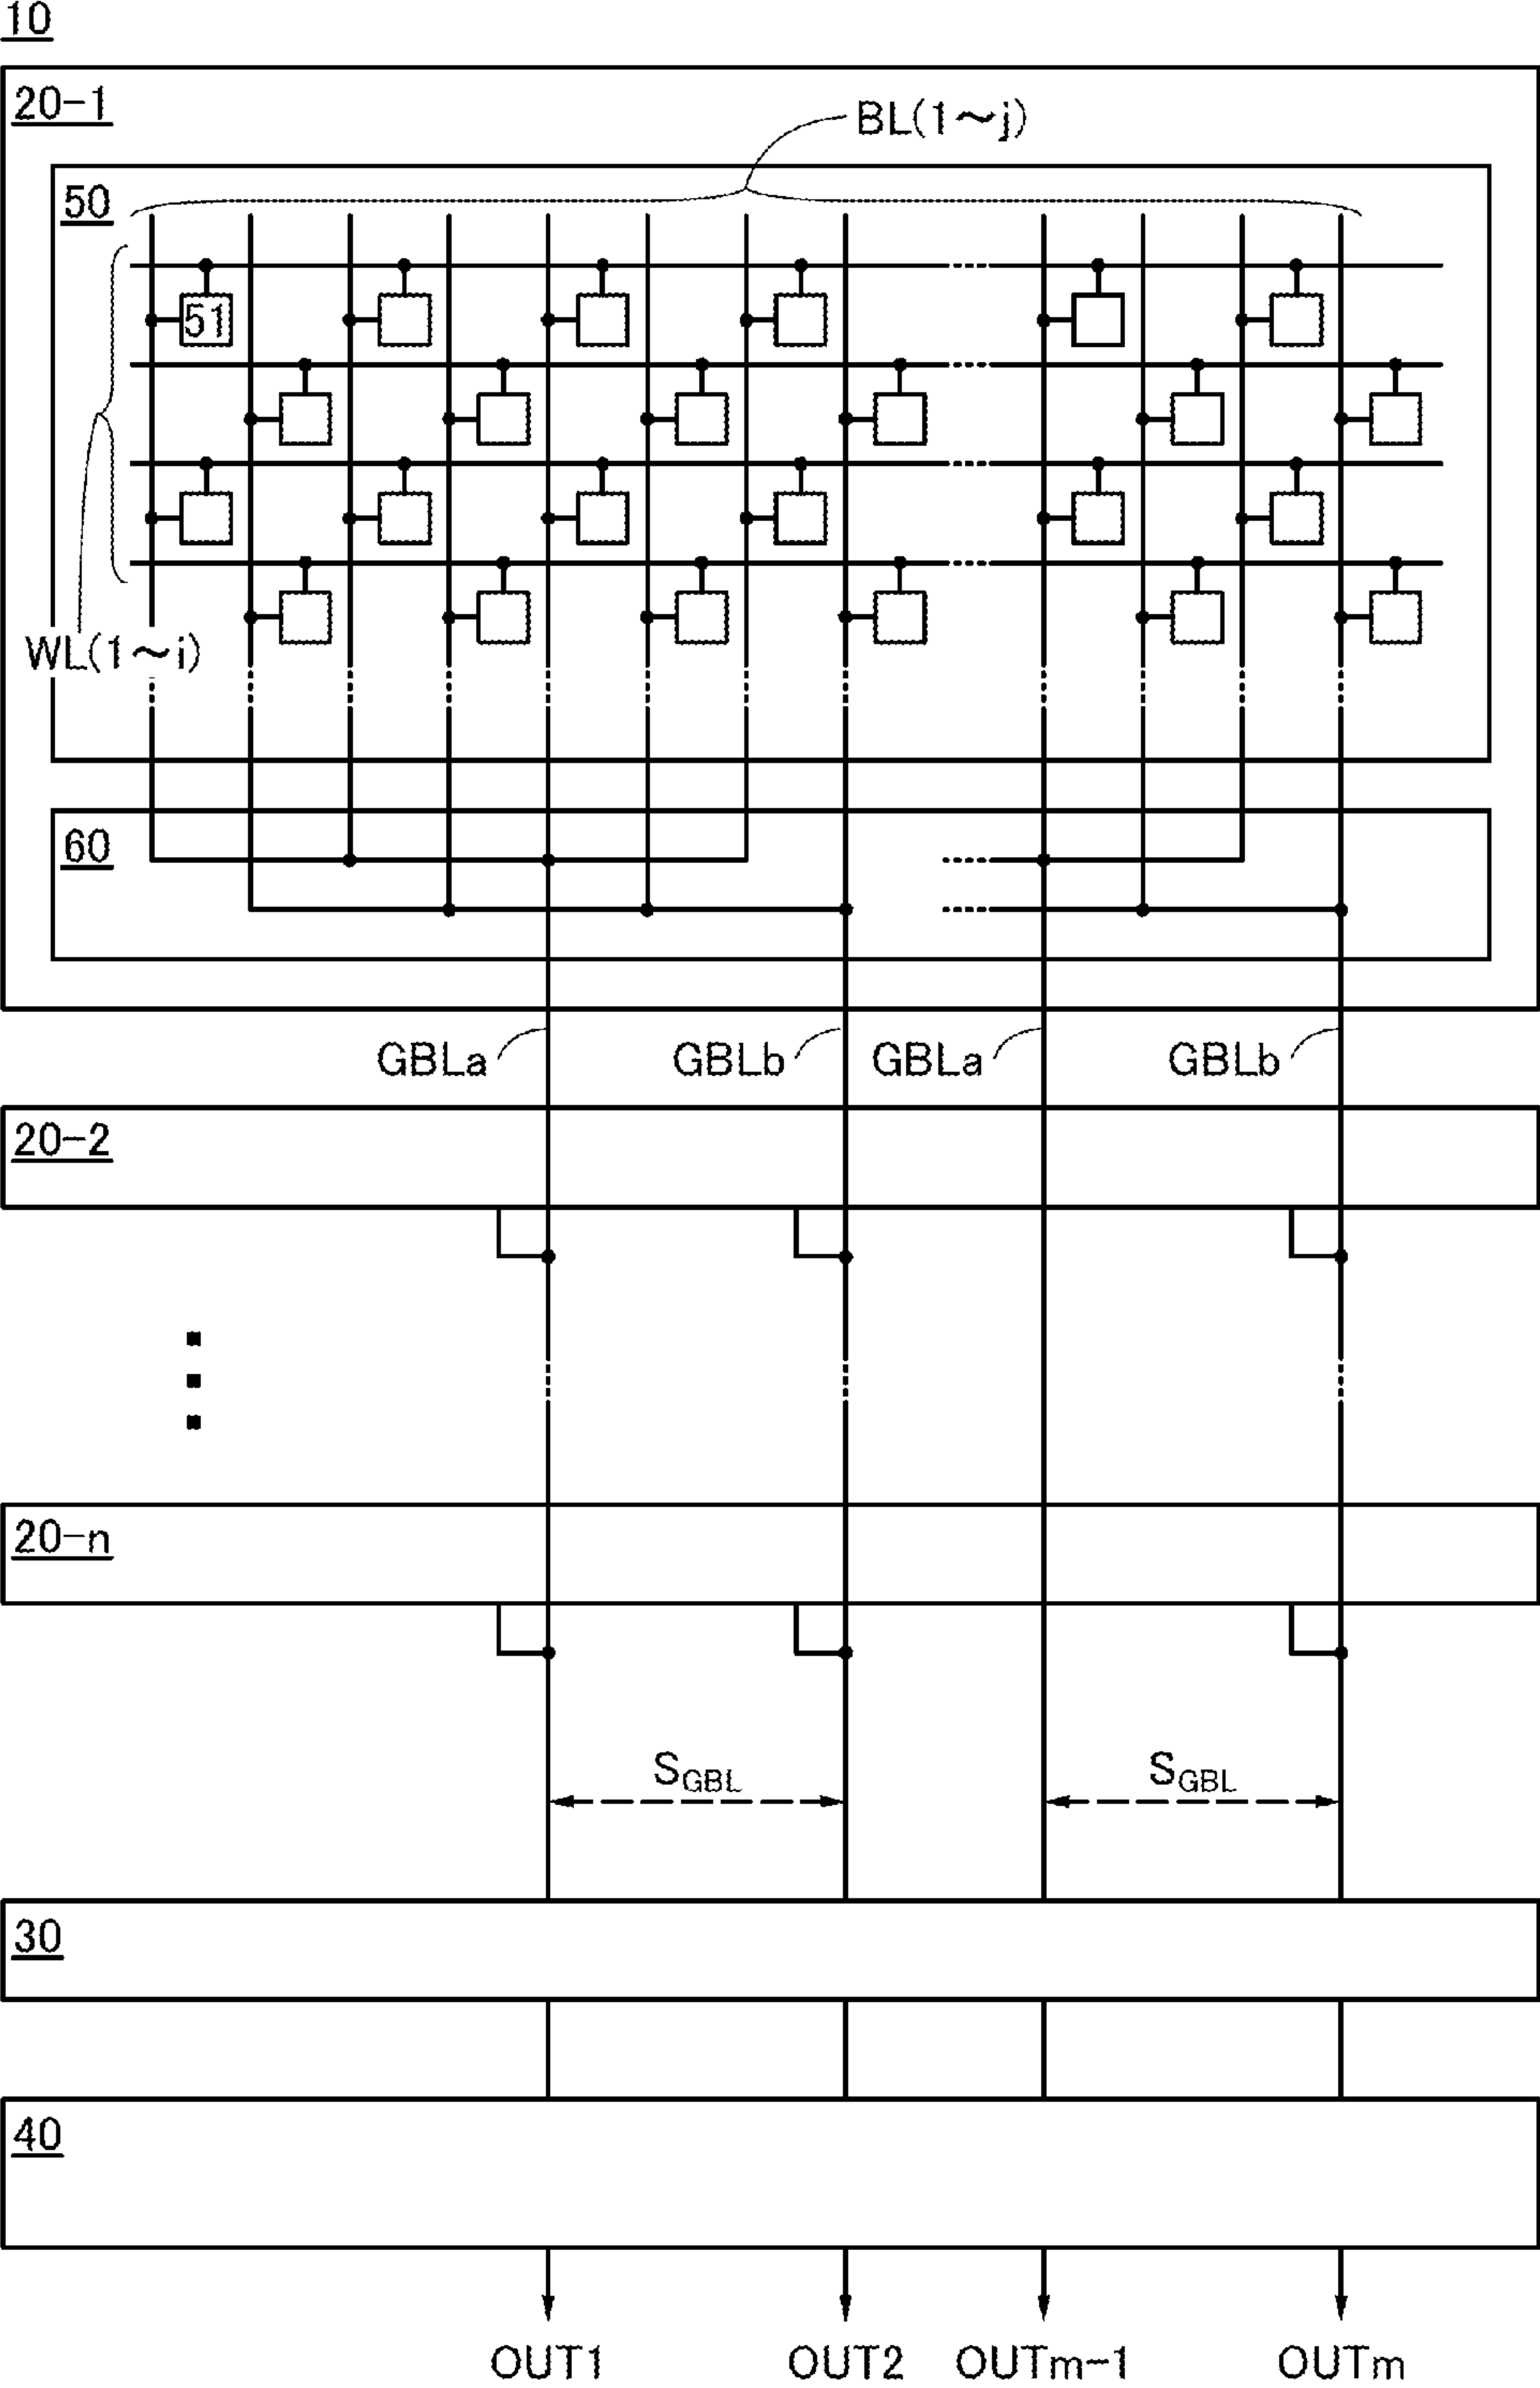 10
20-1
BL(1～j)
50
51
WL(1～i)
60
GBLa GBLb GBLa GBLb
20-2
20-n
SGBL SGBL
30
40
OUT1 OUT2 OUTm-1 OUTm